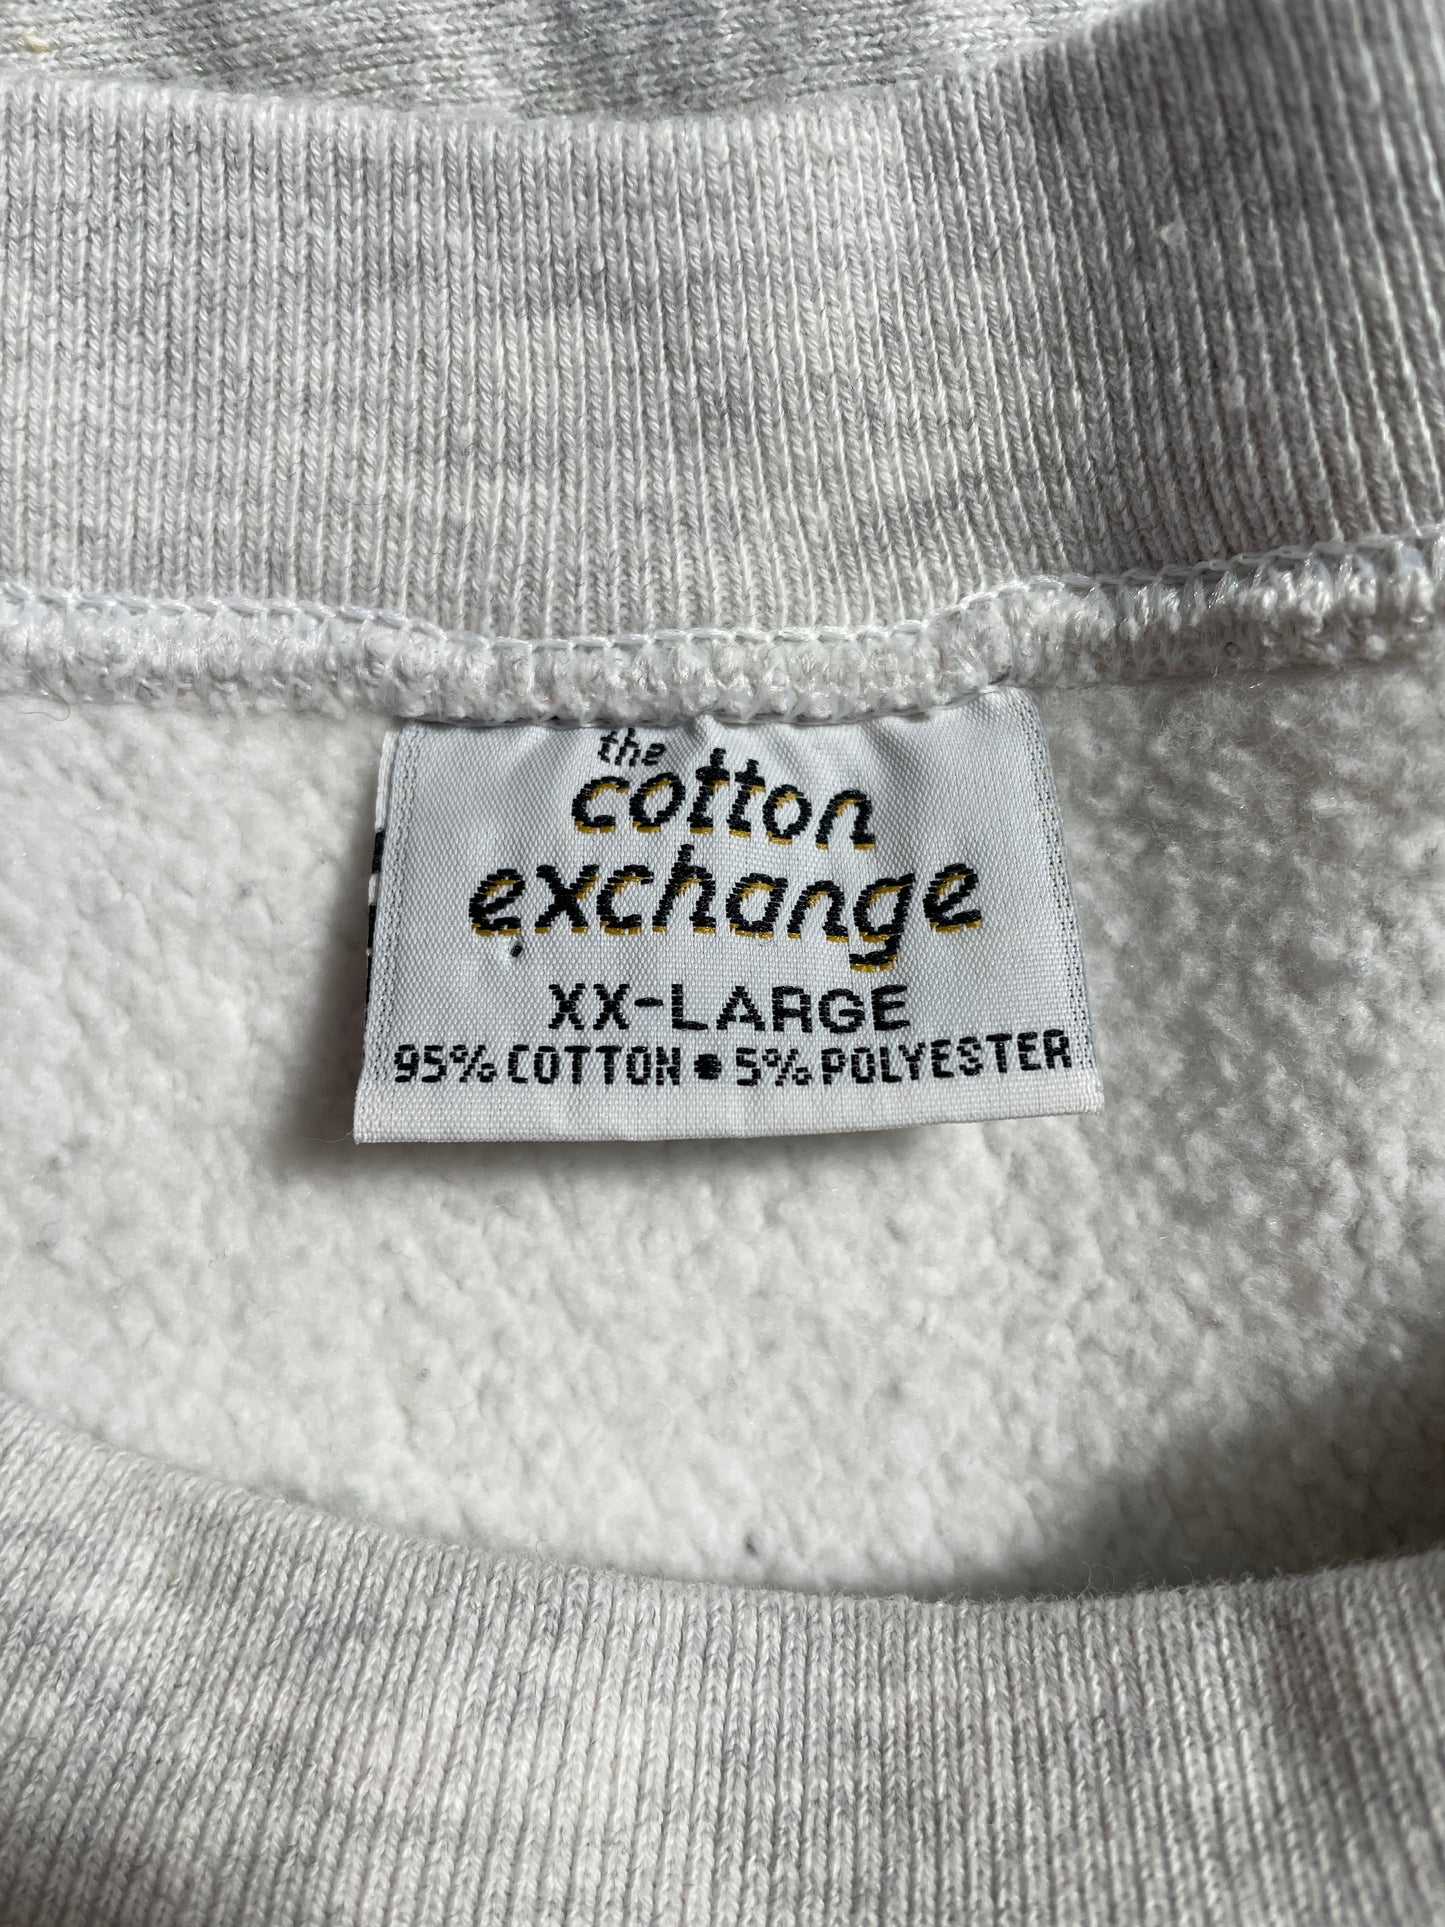 the
cotton
exchange
XX-LARGE
95% COTTON • 5% POLYESTER